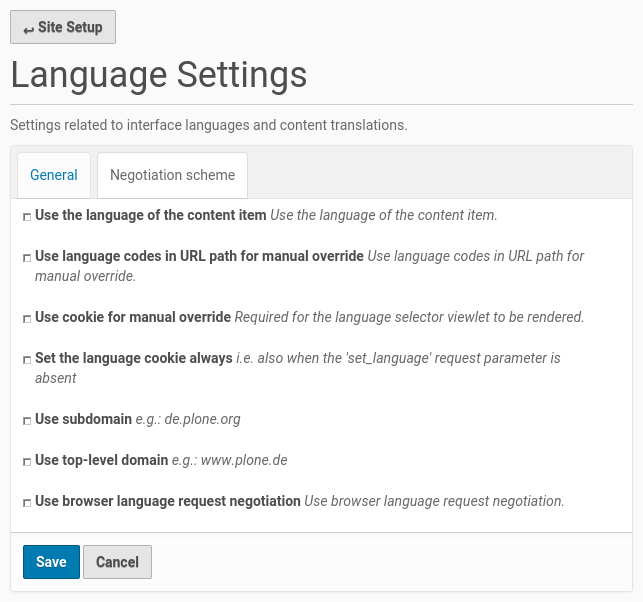 Site Setup
Language Settings
Settings related to interface languages and content translations.
General Negotiation scheme
Use the language of the content item Use the language of the content item.
Use language codes in URL path for manual override Use language codes in URL path for
manual override.
Use cookie for manual override Required for the language selector viewlet to be rendered.
Set the language cookie always i.e. also when the 'set_language' request parameter is
absent
Use subdomain e.g.: de.plone.org
Use top-level domain e.g.: www.plone.de
Use browser language request negotiation Use browser language request negotiation.
Save Cancel